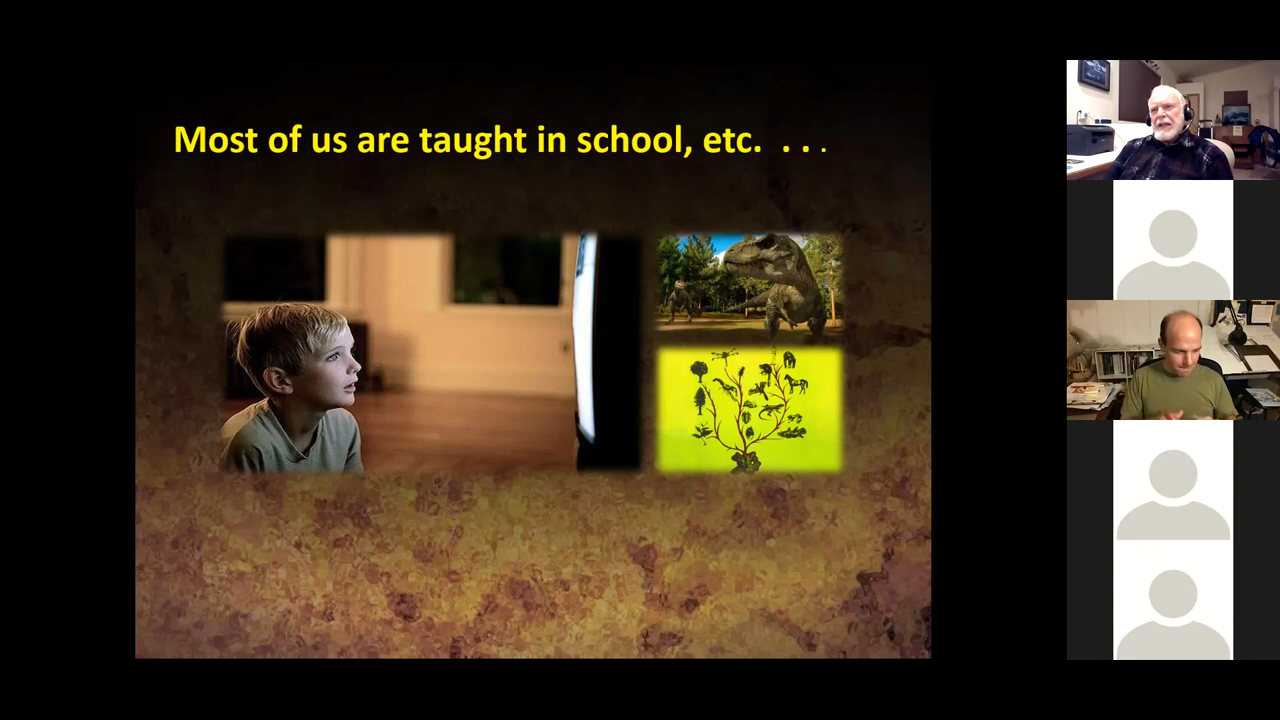 Most of us are taught in school, etc.  . . .